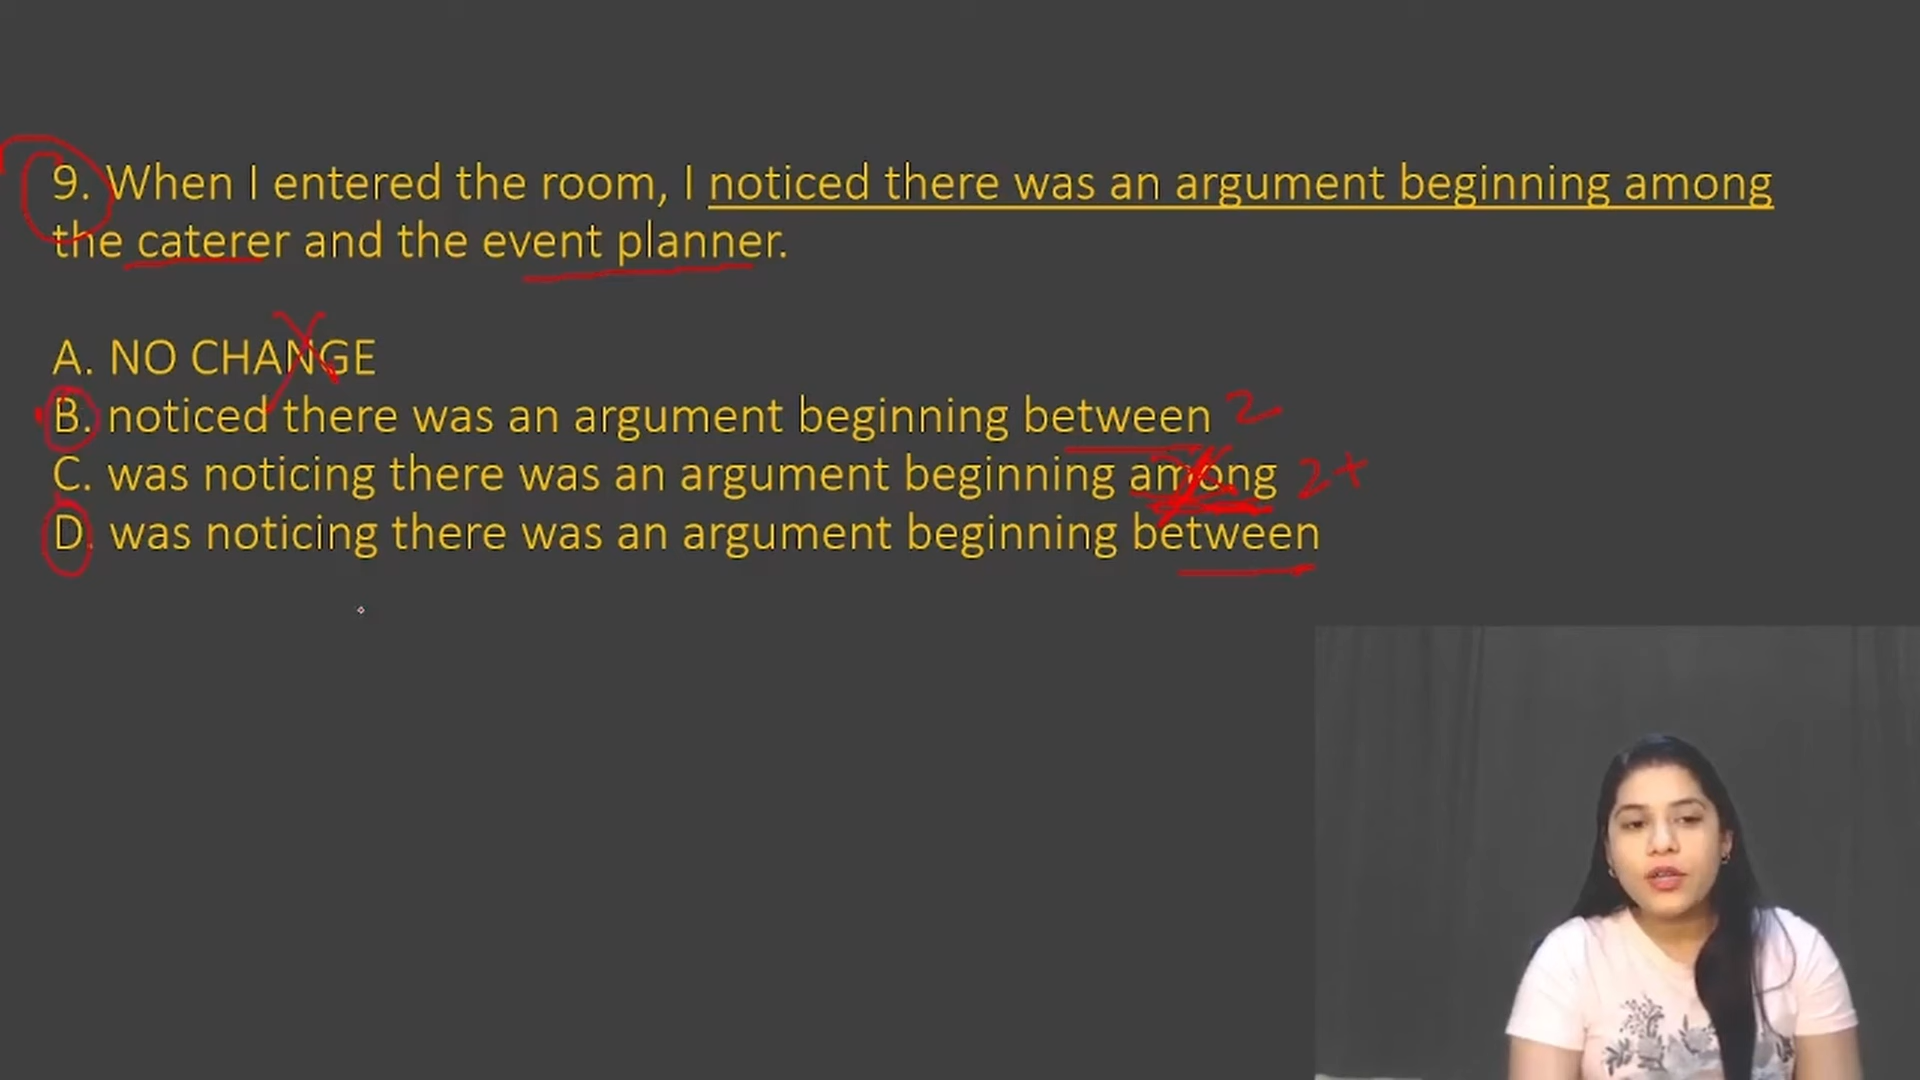 9. When I entered the room, I noticed there was an argument beginning among
the caterer and the event planner.
A. NO CHANGE
B. noticed there was an argument beginning between 2
C. was noticing there was an argument beginning among 2+
D. was noticing there was an argument beginning between